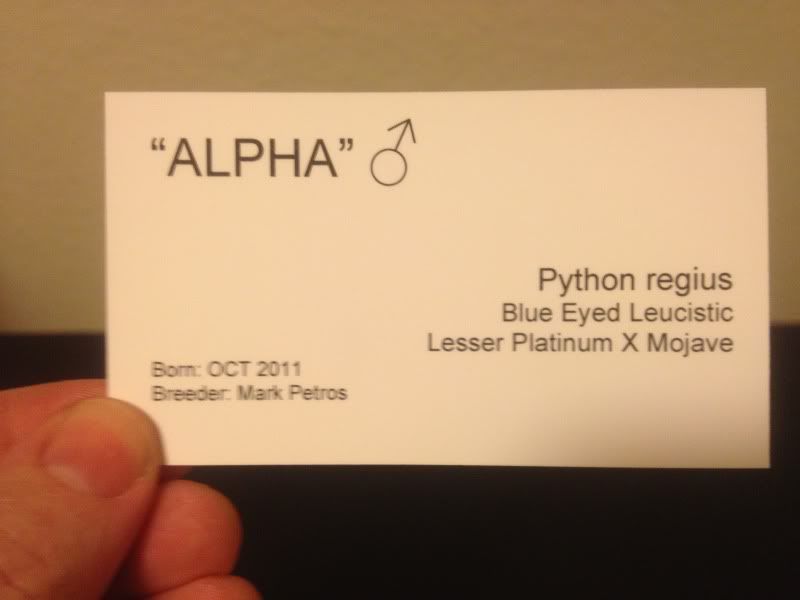 “ALPHA” ♂
Python regius
Blue Eyed Leucistic
Lesser Platinum X Mojave
Born: OCT 2011
Breeder: Mark Petros